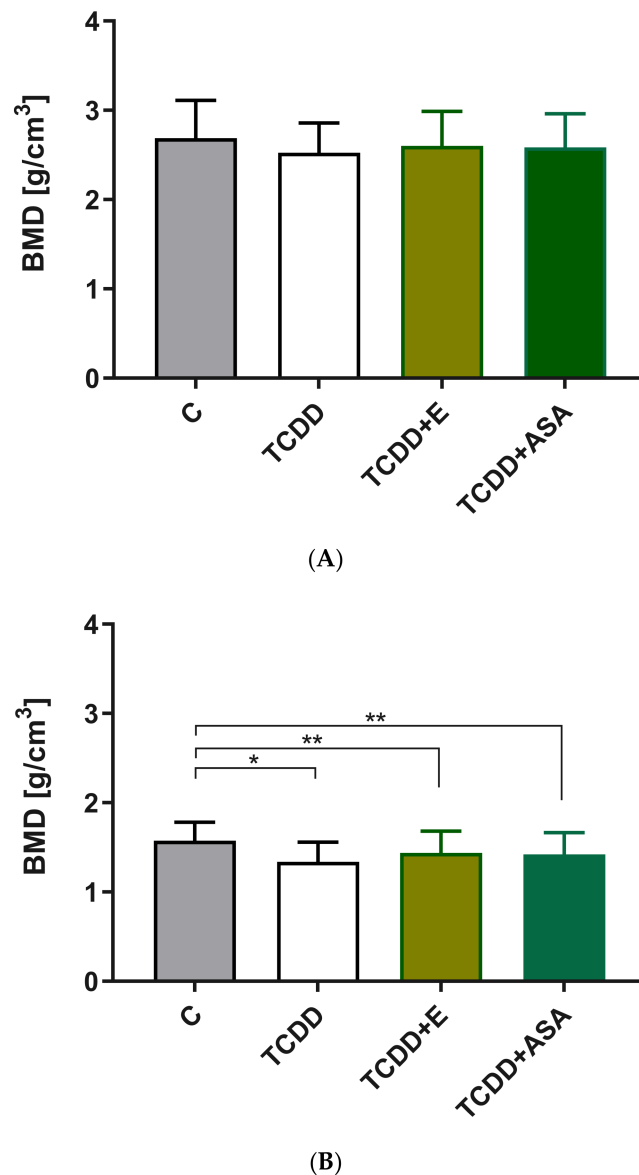 4
3
2
1
0
BMD [g/cm³]
C
TCDD
TCDD+E
TCDD+ASA
(A)
4
3
2
1
0
BMD [g/cm³]
**
**
*
C
TCDD
TCDD+E
TCDD+ASA
(B)